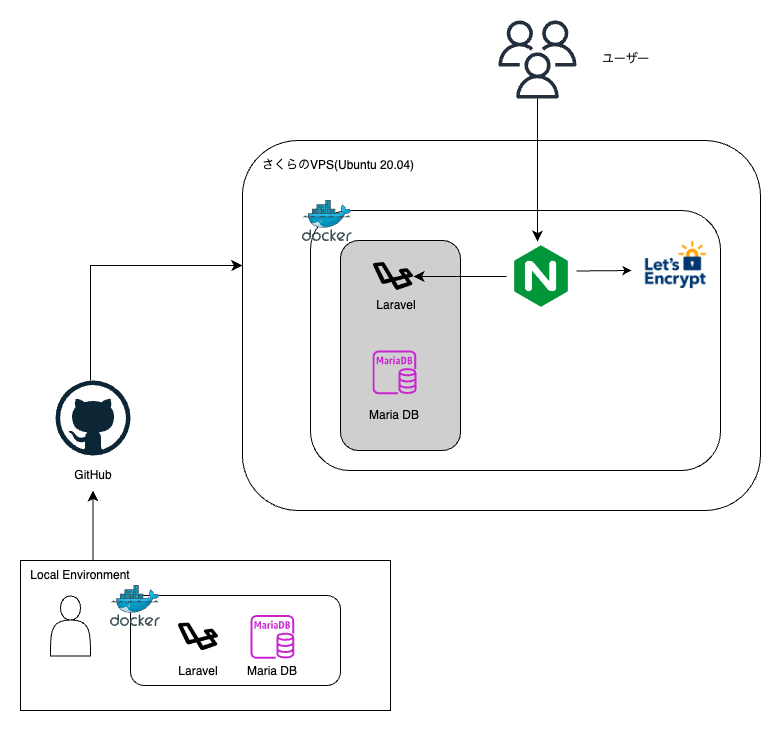 ユーザー
さくらのVPS(Ubuntu 20.04)
docker
Let's
Encrypt
Laravel
MariaDB
Maria DB
GitHub
Local Environment
docker
MariaDB
Laravel
Maria DB